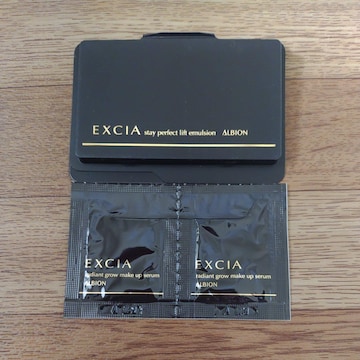 EXCIA stay perfect lift emulsion ALBION
EXCIA
radiant grow make up serum
ALBION
EXCIA
radiant grow make up serum
ALBION